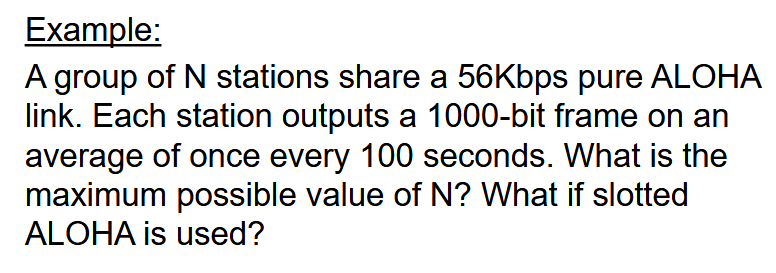 Example:
A group of N stations share a 56Kbps pure ALOHA
link. Each station outputs a 1000-bit frame on an
average of once every 100 seconds. What is the
maximum possible value of N? What if slotted
ALOHA is used?